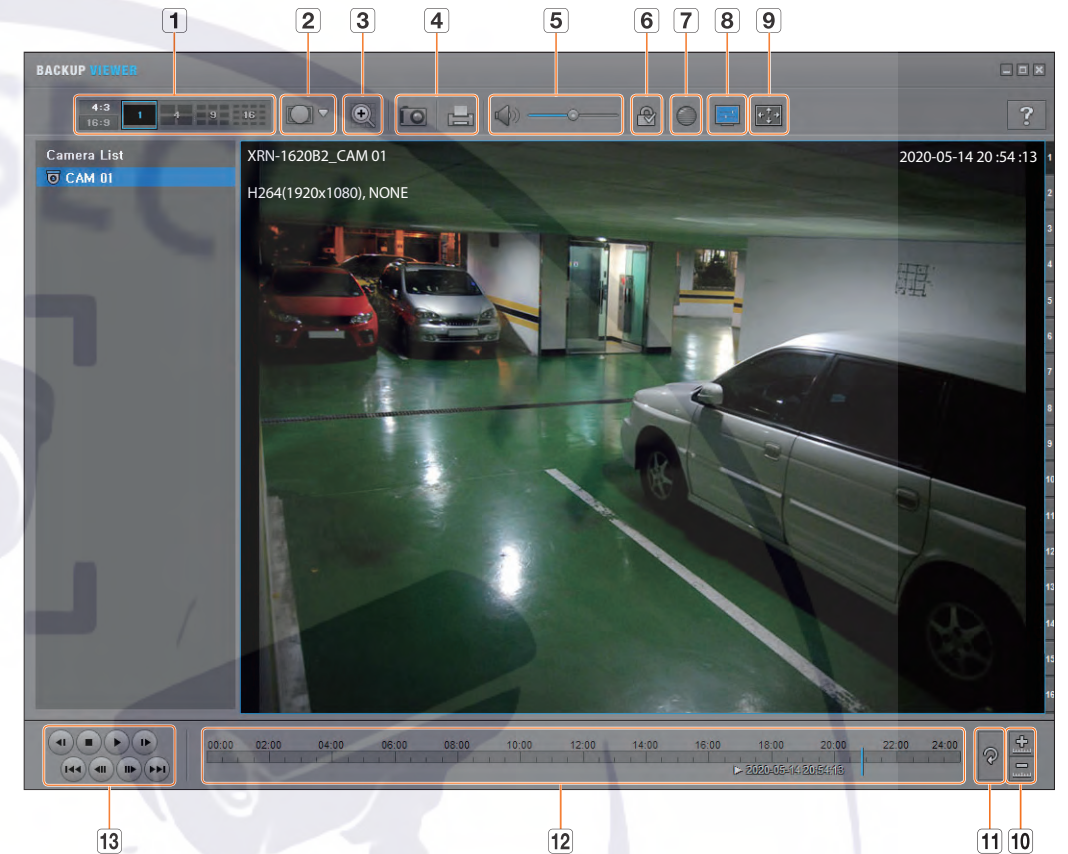 1 2 3 4 5 6 7 8 9
BACKUP VIEWER
4:3 1 4 9 16
16:9
?
Camera List
CAM 01
XRN-1620B2_CAM 01
2020-05-14 20 :54 :13
H264(1920x1080), NONE
1
2
3
4
5
6
7
8
9
10
11
12
13
14
15
16
00:00 02:00 04:00 06:00 08:00 10:00 12:00 14:00 16:00 18:00 20:00 22:00 24:00
2020-05-14 20:54:13
13 12 11 10